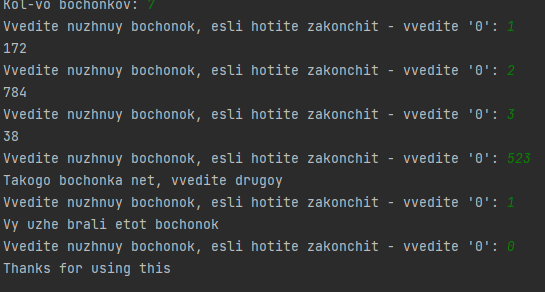 Kol-vo bochonkov: 7
Vvedite nuzhnuy bochonok, esli hotite zakonchit - vvedite '0': 1
172
Vvedite nuzhnuy bochonok, esli hotite zakonchit - vvedite '0': 2
784
Vvedite nuzhnuy bochonok, esli hotite zakonchit - vvedite '0': 3
38
Vvedite nuzhnuy bochonok, esli hotite zakonchit - vvedite '0': 523
Takogo bochonka net, vvedite drugoy
Vvedite nuzhnuy bochonok, esli hotite zakonchit - vvedite '0': 1
Vy uzhe brali etot bochonok
Vvedite nuzhnuy bochonok, esli hotite zakonchit - vvedite '0': 0
Thanks for using this